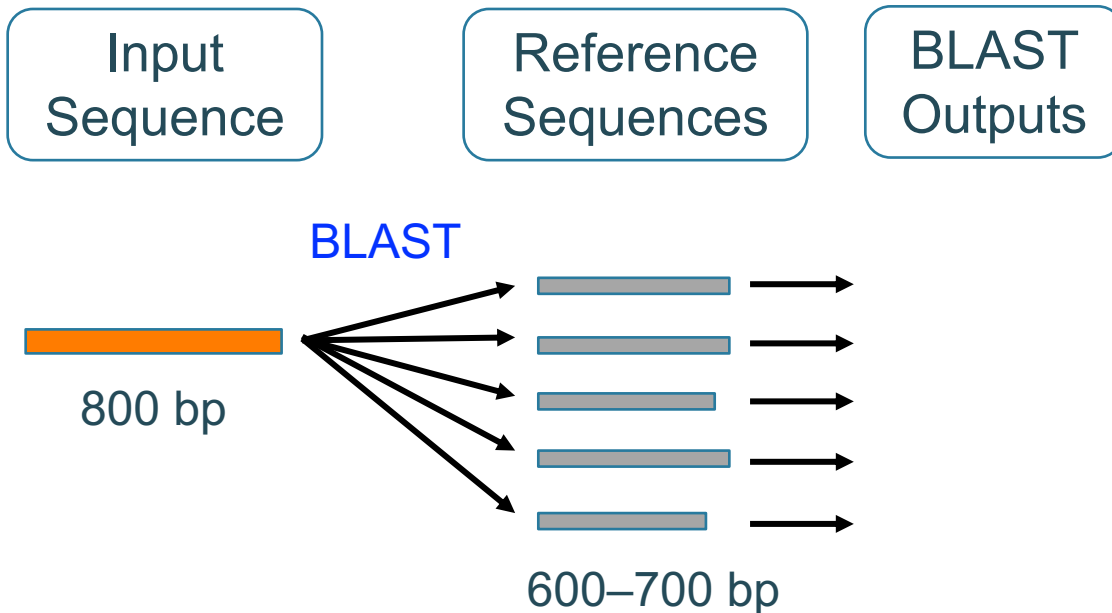 Input
Sequence
Reference
Sequences
BLAST
Outputs
BLAST
800 bp
600–700 bp